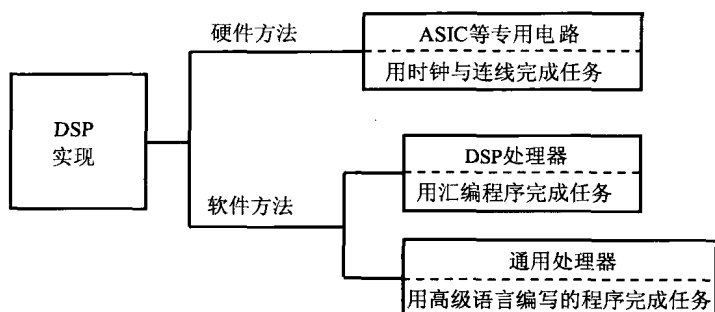 硬件方法
ASIC等专用电路
用时钟与连线完成任务
DSP
实现
DSP处理器
用汇编程序完成任务
软件方法
通用处理器
用高级语言编写的程序完成任务